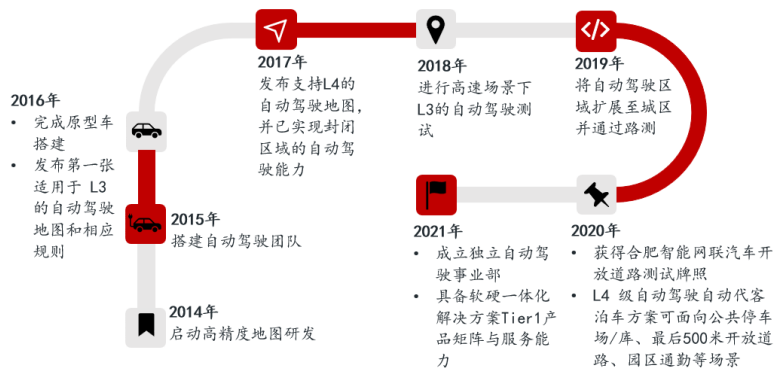 2014年
启动高精度地图研发
2015年
搭建自动驾驶团队
2016年
• 完成原型车
搭建
• 发布第一张
适用于 L3
的自动驾驶
地图和相应
规则
2017年
发布支持L4的
自动驾驶地图，
并已实现封闭
区域的自动驾
驶能力
2018年
进行高速场景下
L3的自动驾驶测
试
2019年
将自动驾驶区
域扩展至城区
并通过路测
2020年
• 获得合肥智能网联汽车开
放道路测试牌照
• L4 级自动驾驶自动代客
泊车方案可面向公共停车
场/库、最后500米开放道
路、园区通勤等场景
2021年
• 成立独立自动驾
驶事业部
• 具备软硬一体化
解决方案Tier1产
品矩阵与服务能
力